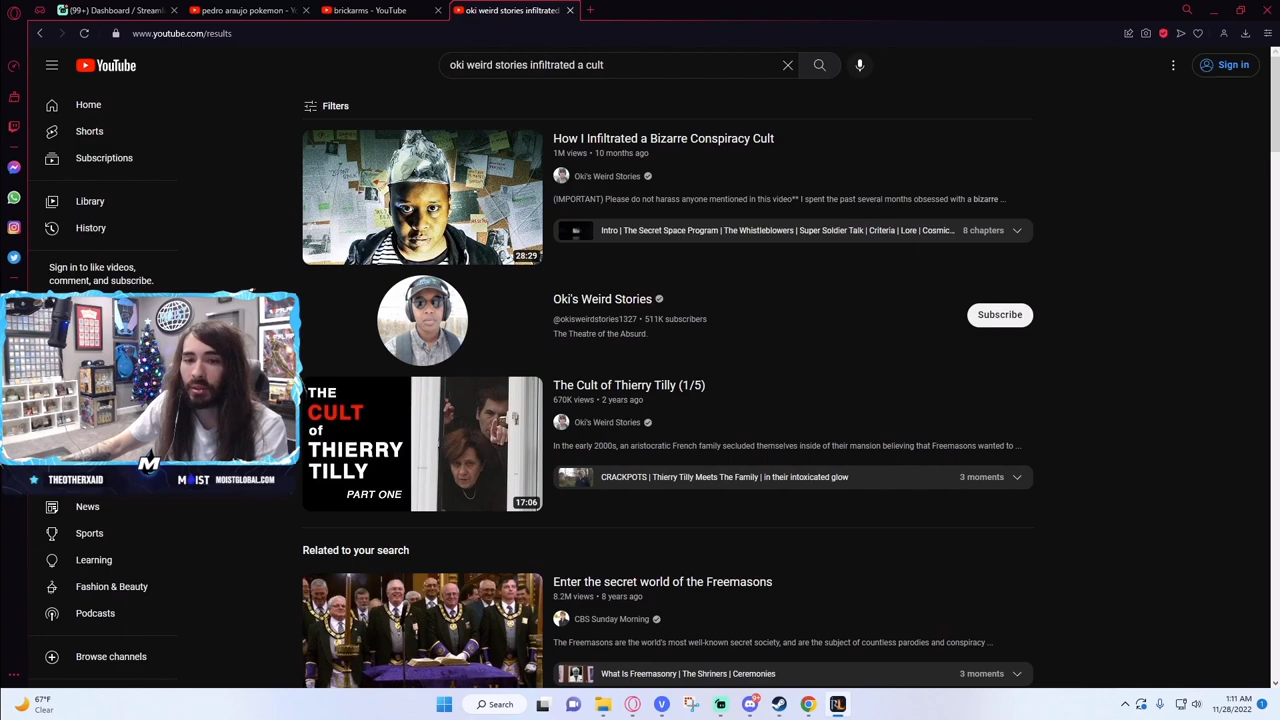 (99+) Dashboard / Streamla
pedro araujo pokemon - Yo
brickarms - YouTube
oki weird stories infiltrated
www.youtube.com/results
YouTube
oki weird stories infiltrated a cult
Sign in
Home
Shorts
Subscriptions
Library
History
Sign in to like videos,
comment, and subscribe.
Filters
How I Infiltrated a Bizarre Conspiracy Cult
1M views • 10 months ago
Oki's Weird Stories
(IMPORTANT) Please do not harass anyone mentioned in this video** I spent the past several months obsessed with a bizarre ...
Intro | The Secret Space Program | The Whistleblowers | Super Soldier Talk | Criteria | Lore | Cosmic...
8 chapters
28:29
Oki's Weird Stories
@okisweirdstories1327 • 511K subscribers
The Theatre of the Absurd.
Subscribe
THE
CULT
of
THIERRY
TILLY
PART ONE
17:06
The Cult of Thierry Tilly (1/5)
670K views • 2 years ago
Oki's Weird Stories
In the early 2000s, an aristocratic French family secluded themselves inside of their mansion believing that Freemasons wanted to ...
CRACKPOTS | Thierry Tilly Meets The Family | in their intoxicated glow
3 moments
M
THEOTHERXAID
MOIST
MOISTGLOBAL.COM
News
Sports
Learning
Fashion & Beauty
Podcasts
Browse channels
Related to your search
Enter the secret world of the Freemasons
8.2M views • 8 years ago
CBS Sunday Morning
The Freemasons are the world's most well-known secret society, and are the subject of countless parodies and conspiracy ...
What Is Freemasonry | The Shriners | Ceremonies
3 moments
67°F
Clear
Search
1:11 AM
11/28/2022